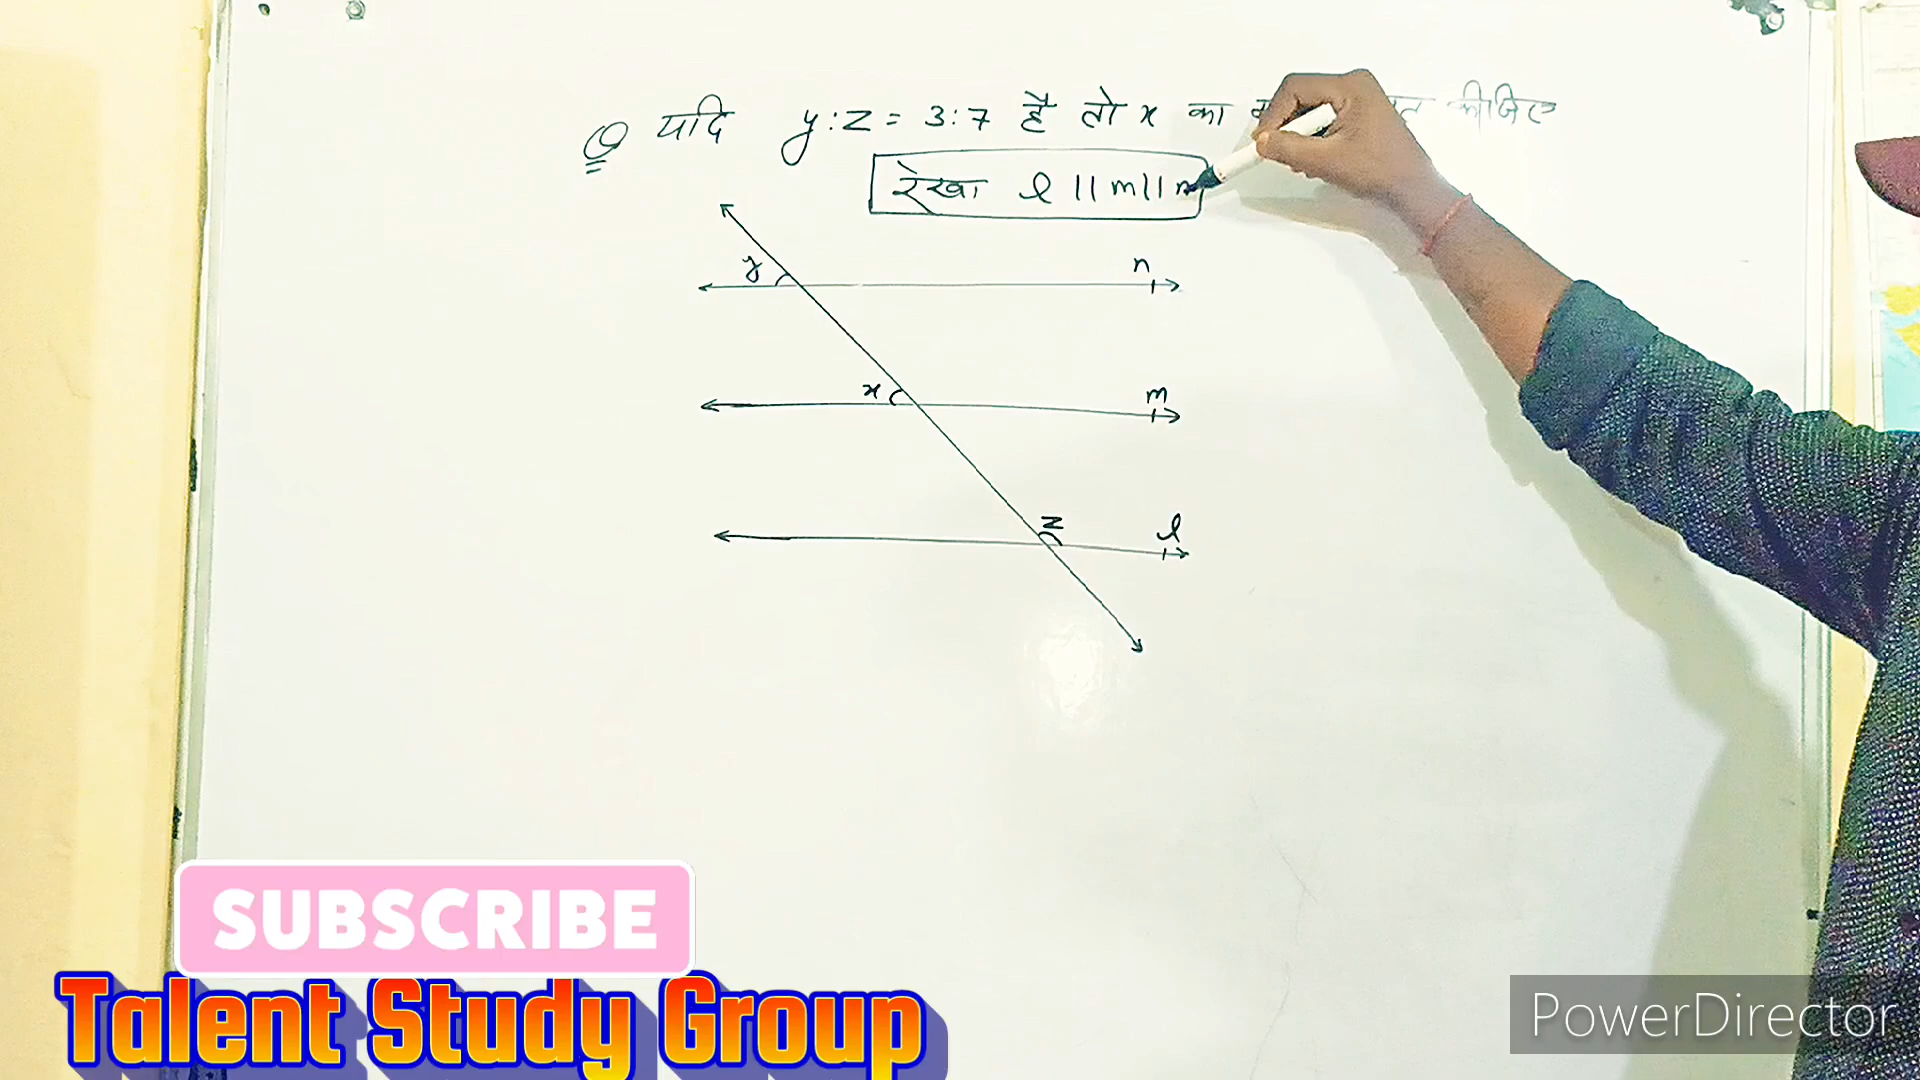 Q यदि y:z = 3:7 है तो x का कीजिए
रेखा l || m || n
y
n
x
m
z
l
SUBSCRIBE
Talent Study Group
PowerDirector